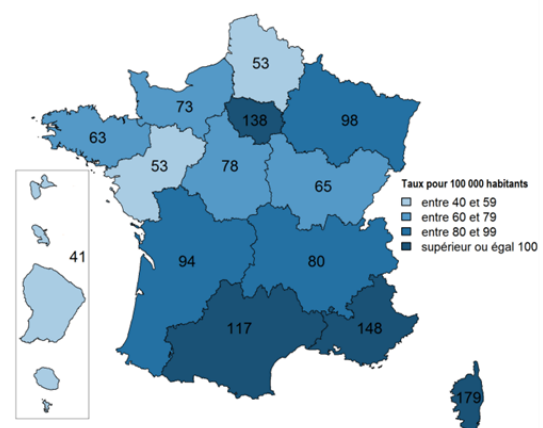 53
73
138
98
63
53
78
65
Taux pour 100 000 habitants
entre 40 et 59
entre 60 et 79
entre 80 et 99
supérieur ou égal 100
41
94
80
117
148
179